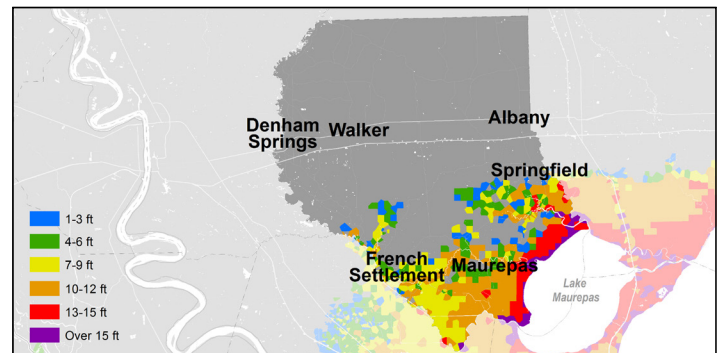 Denham
Springs
Walker
Albany
Springfield
French
Settlement
Maurepas
Lake
Maurepas
1-3 ft
4-6 ft
7-9 ft
10-12 ft
13-15 ft
Over 15 ft